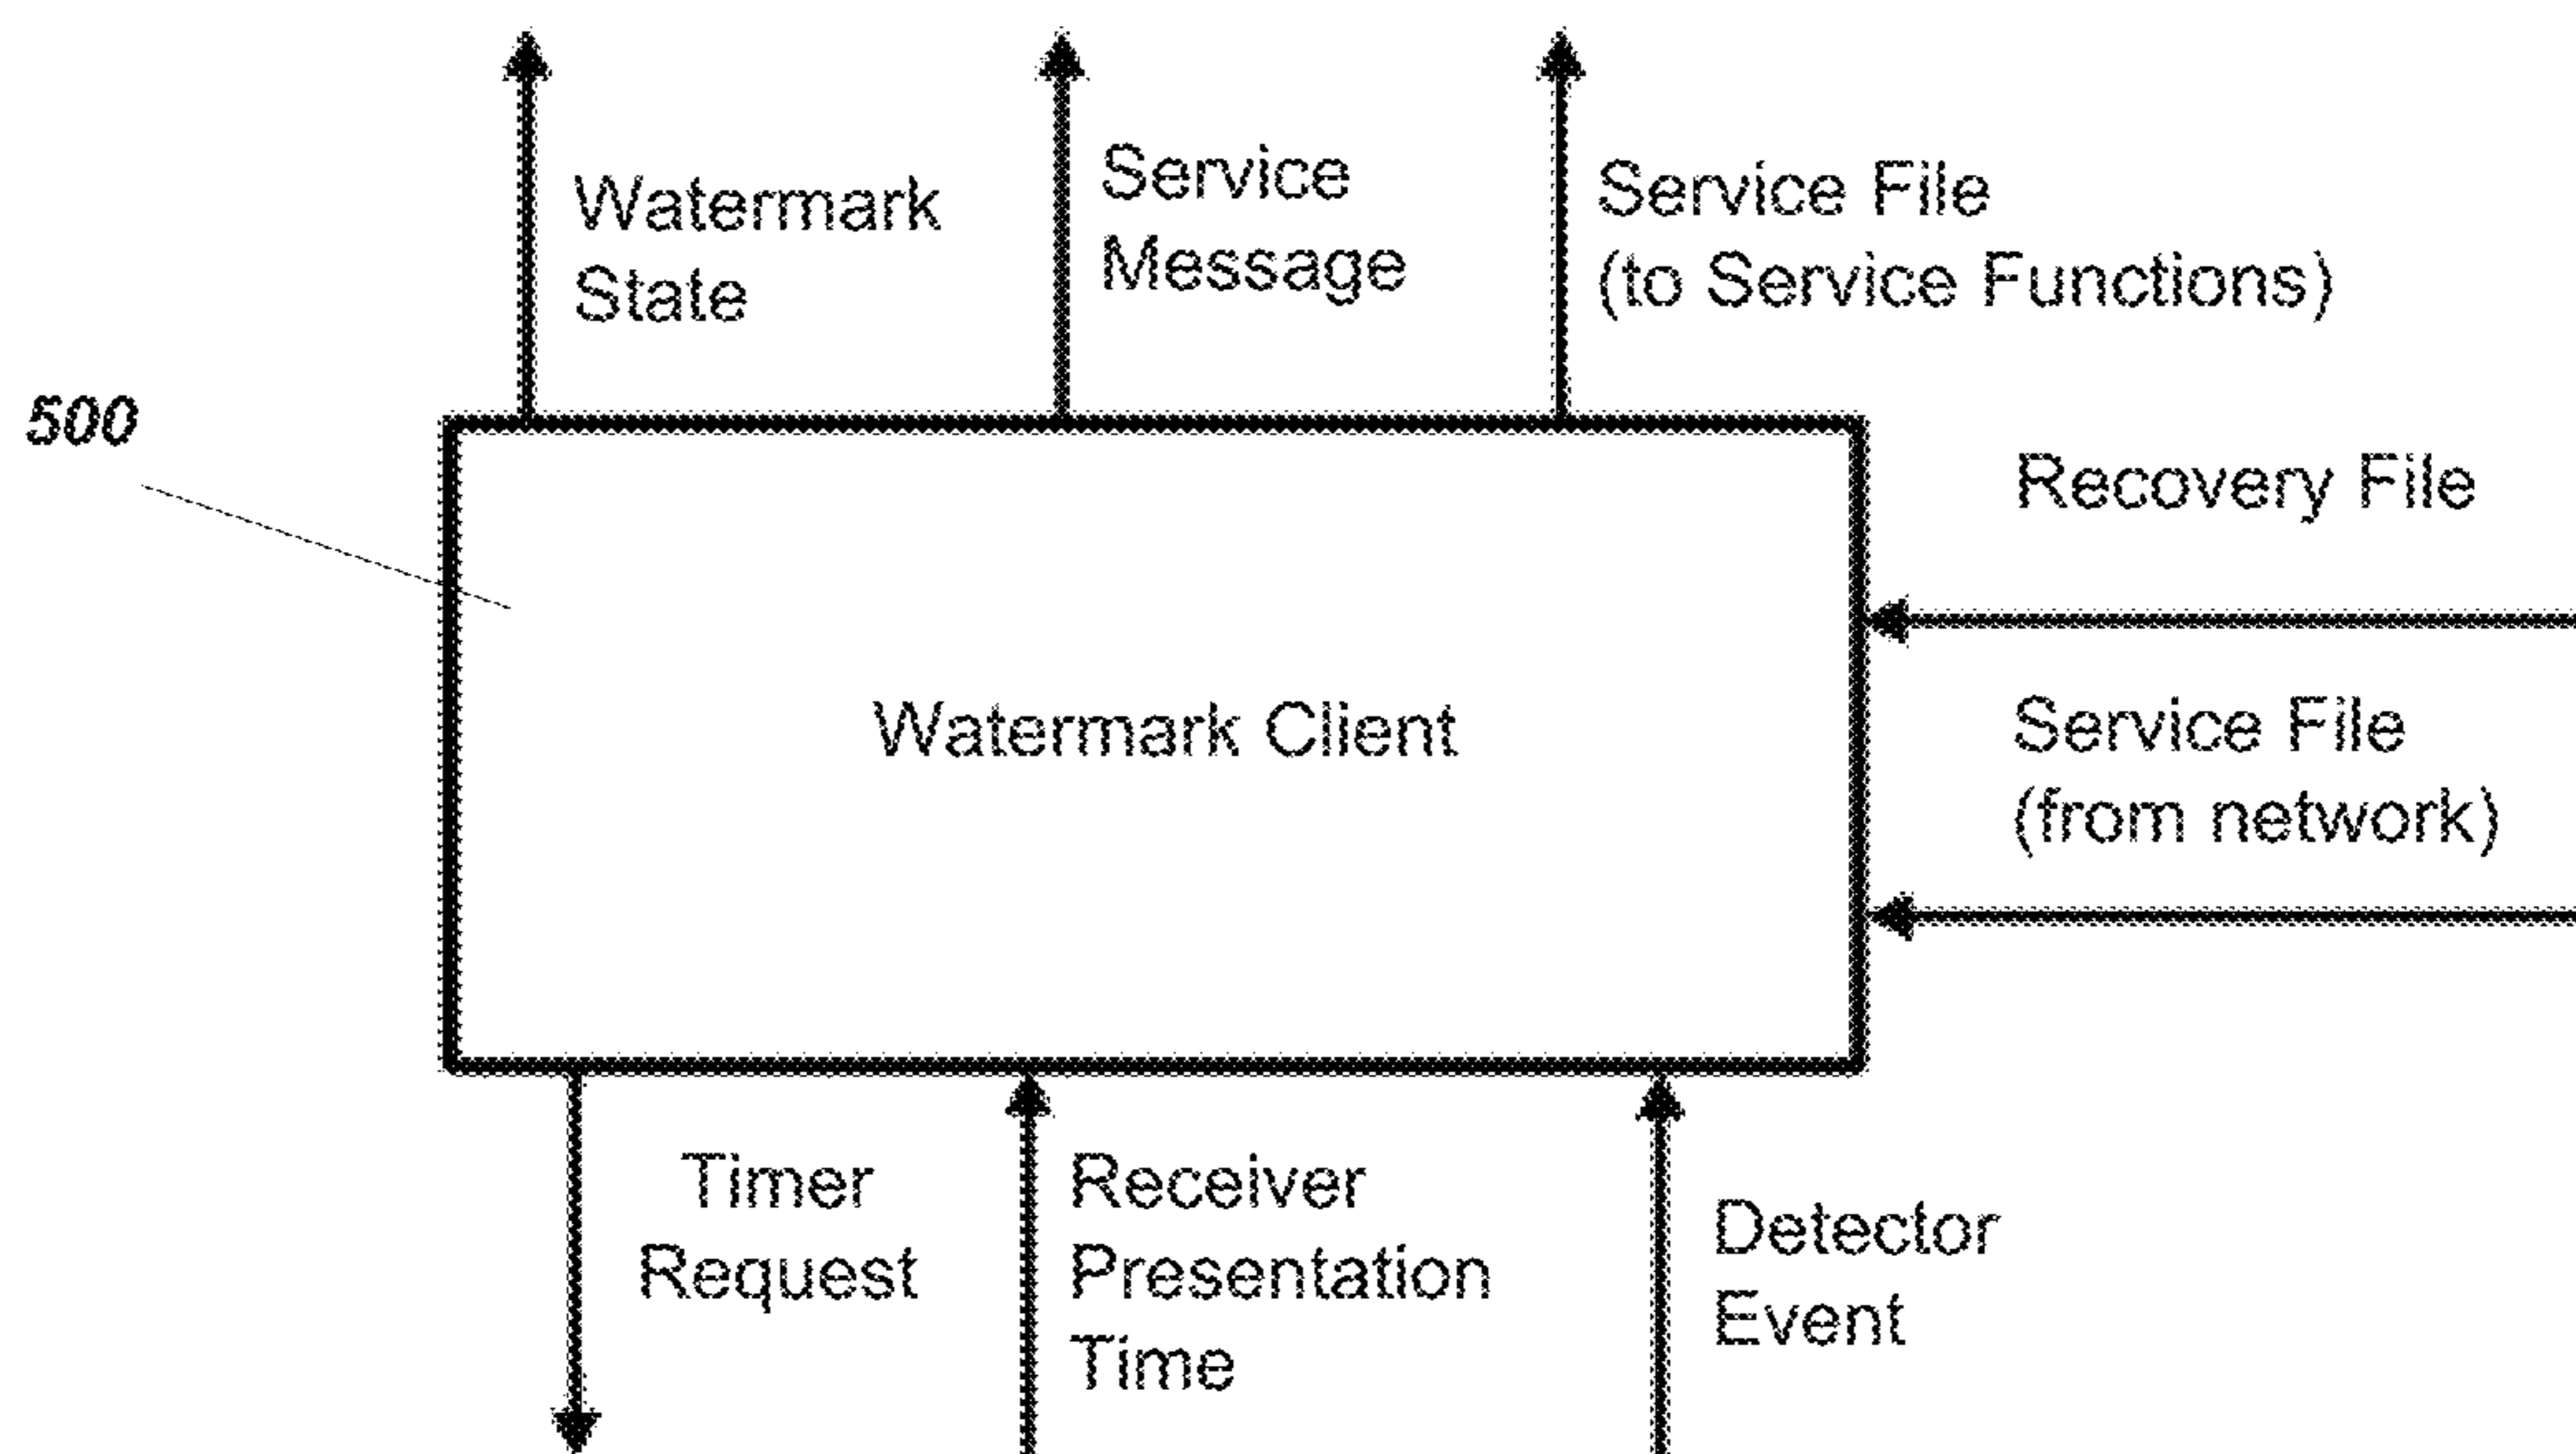 Watermark
State
Service
Message
Service File
(to Service Functions)
500
Recovery File
Watermark Client
Service File
(from network)
Timer
Request
Receiver
Presentation
Time
Detector
Event